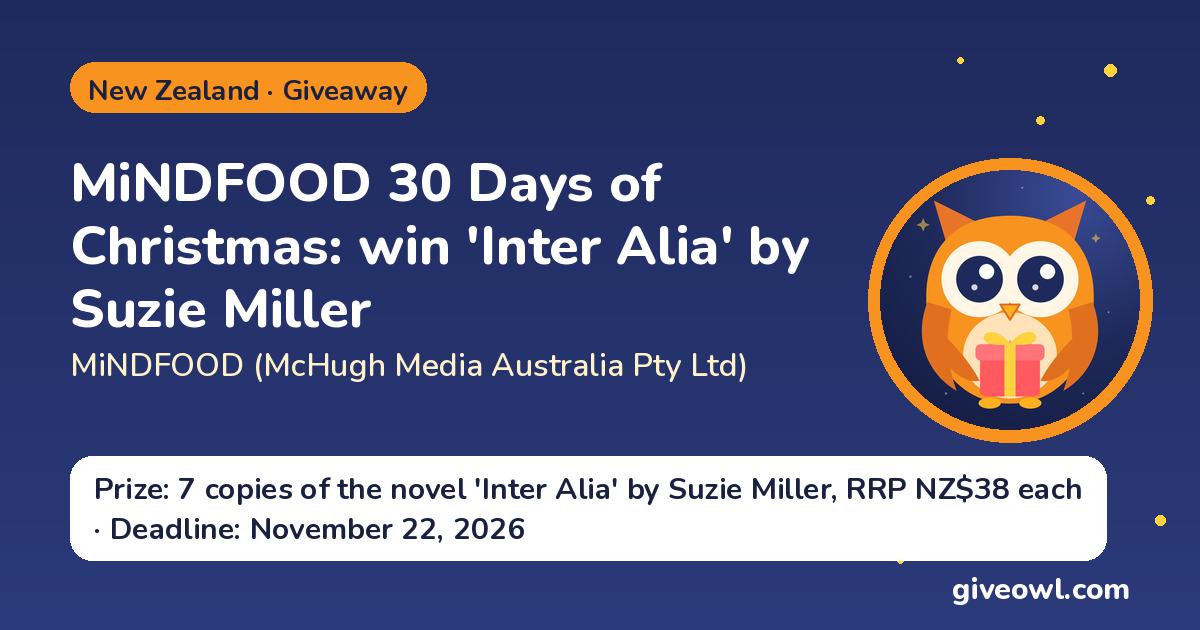 New Zealand · Giveaway
MiNDFOOD 30 Days of
Christmas: win 'Inter Alia' by
Suzie Miller
MiNDFOOD (McHugh Media Australia Pty Ltd)
Prize: 7 copies of the novel 'Inter Alia' by Suzie Miller, RRP NZ$38 each
· Deadline: November 22, 2026
giveowl.com